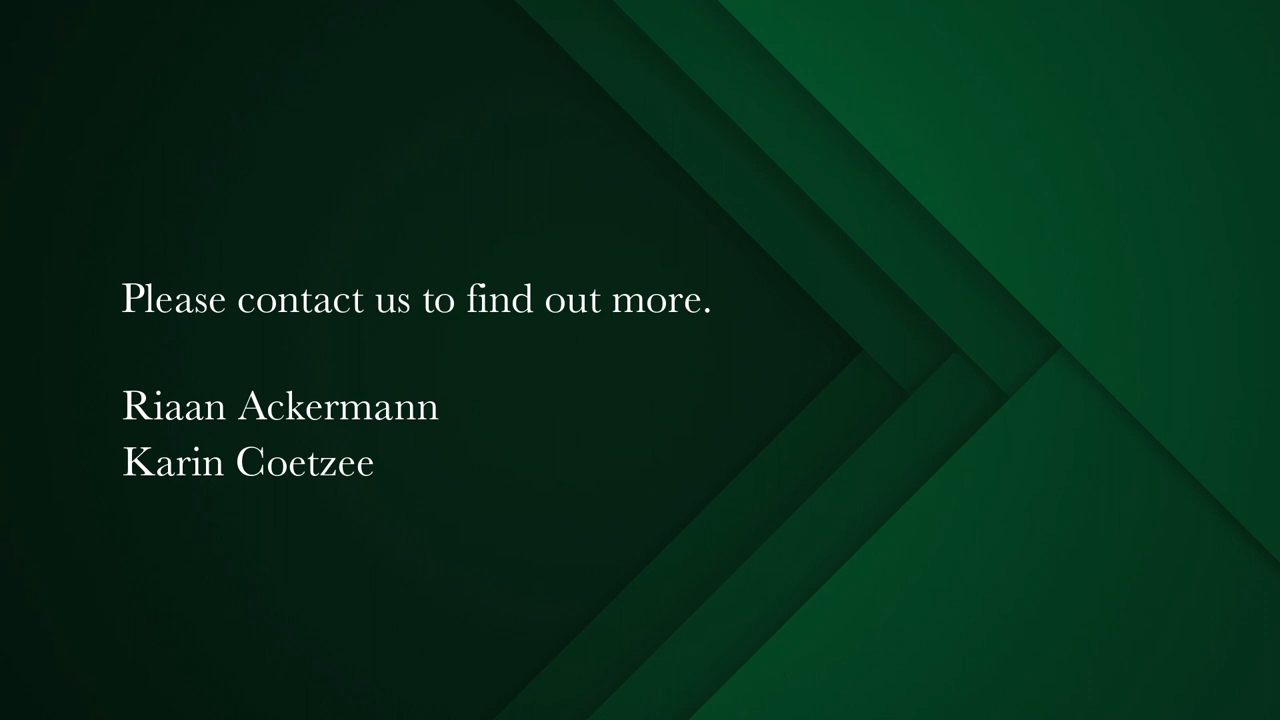 Please contact us to find out more.
Riaan Ackermann
Karin Coetzee